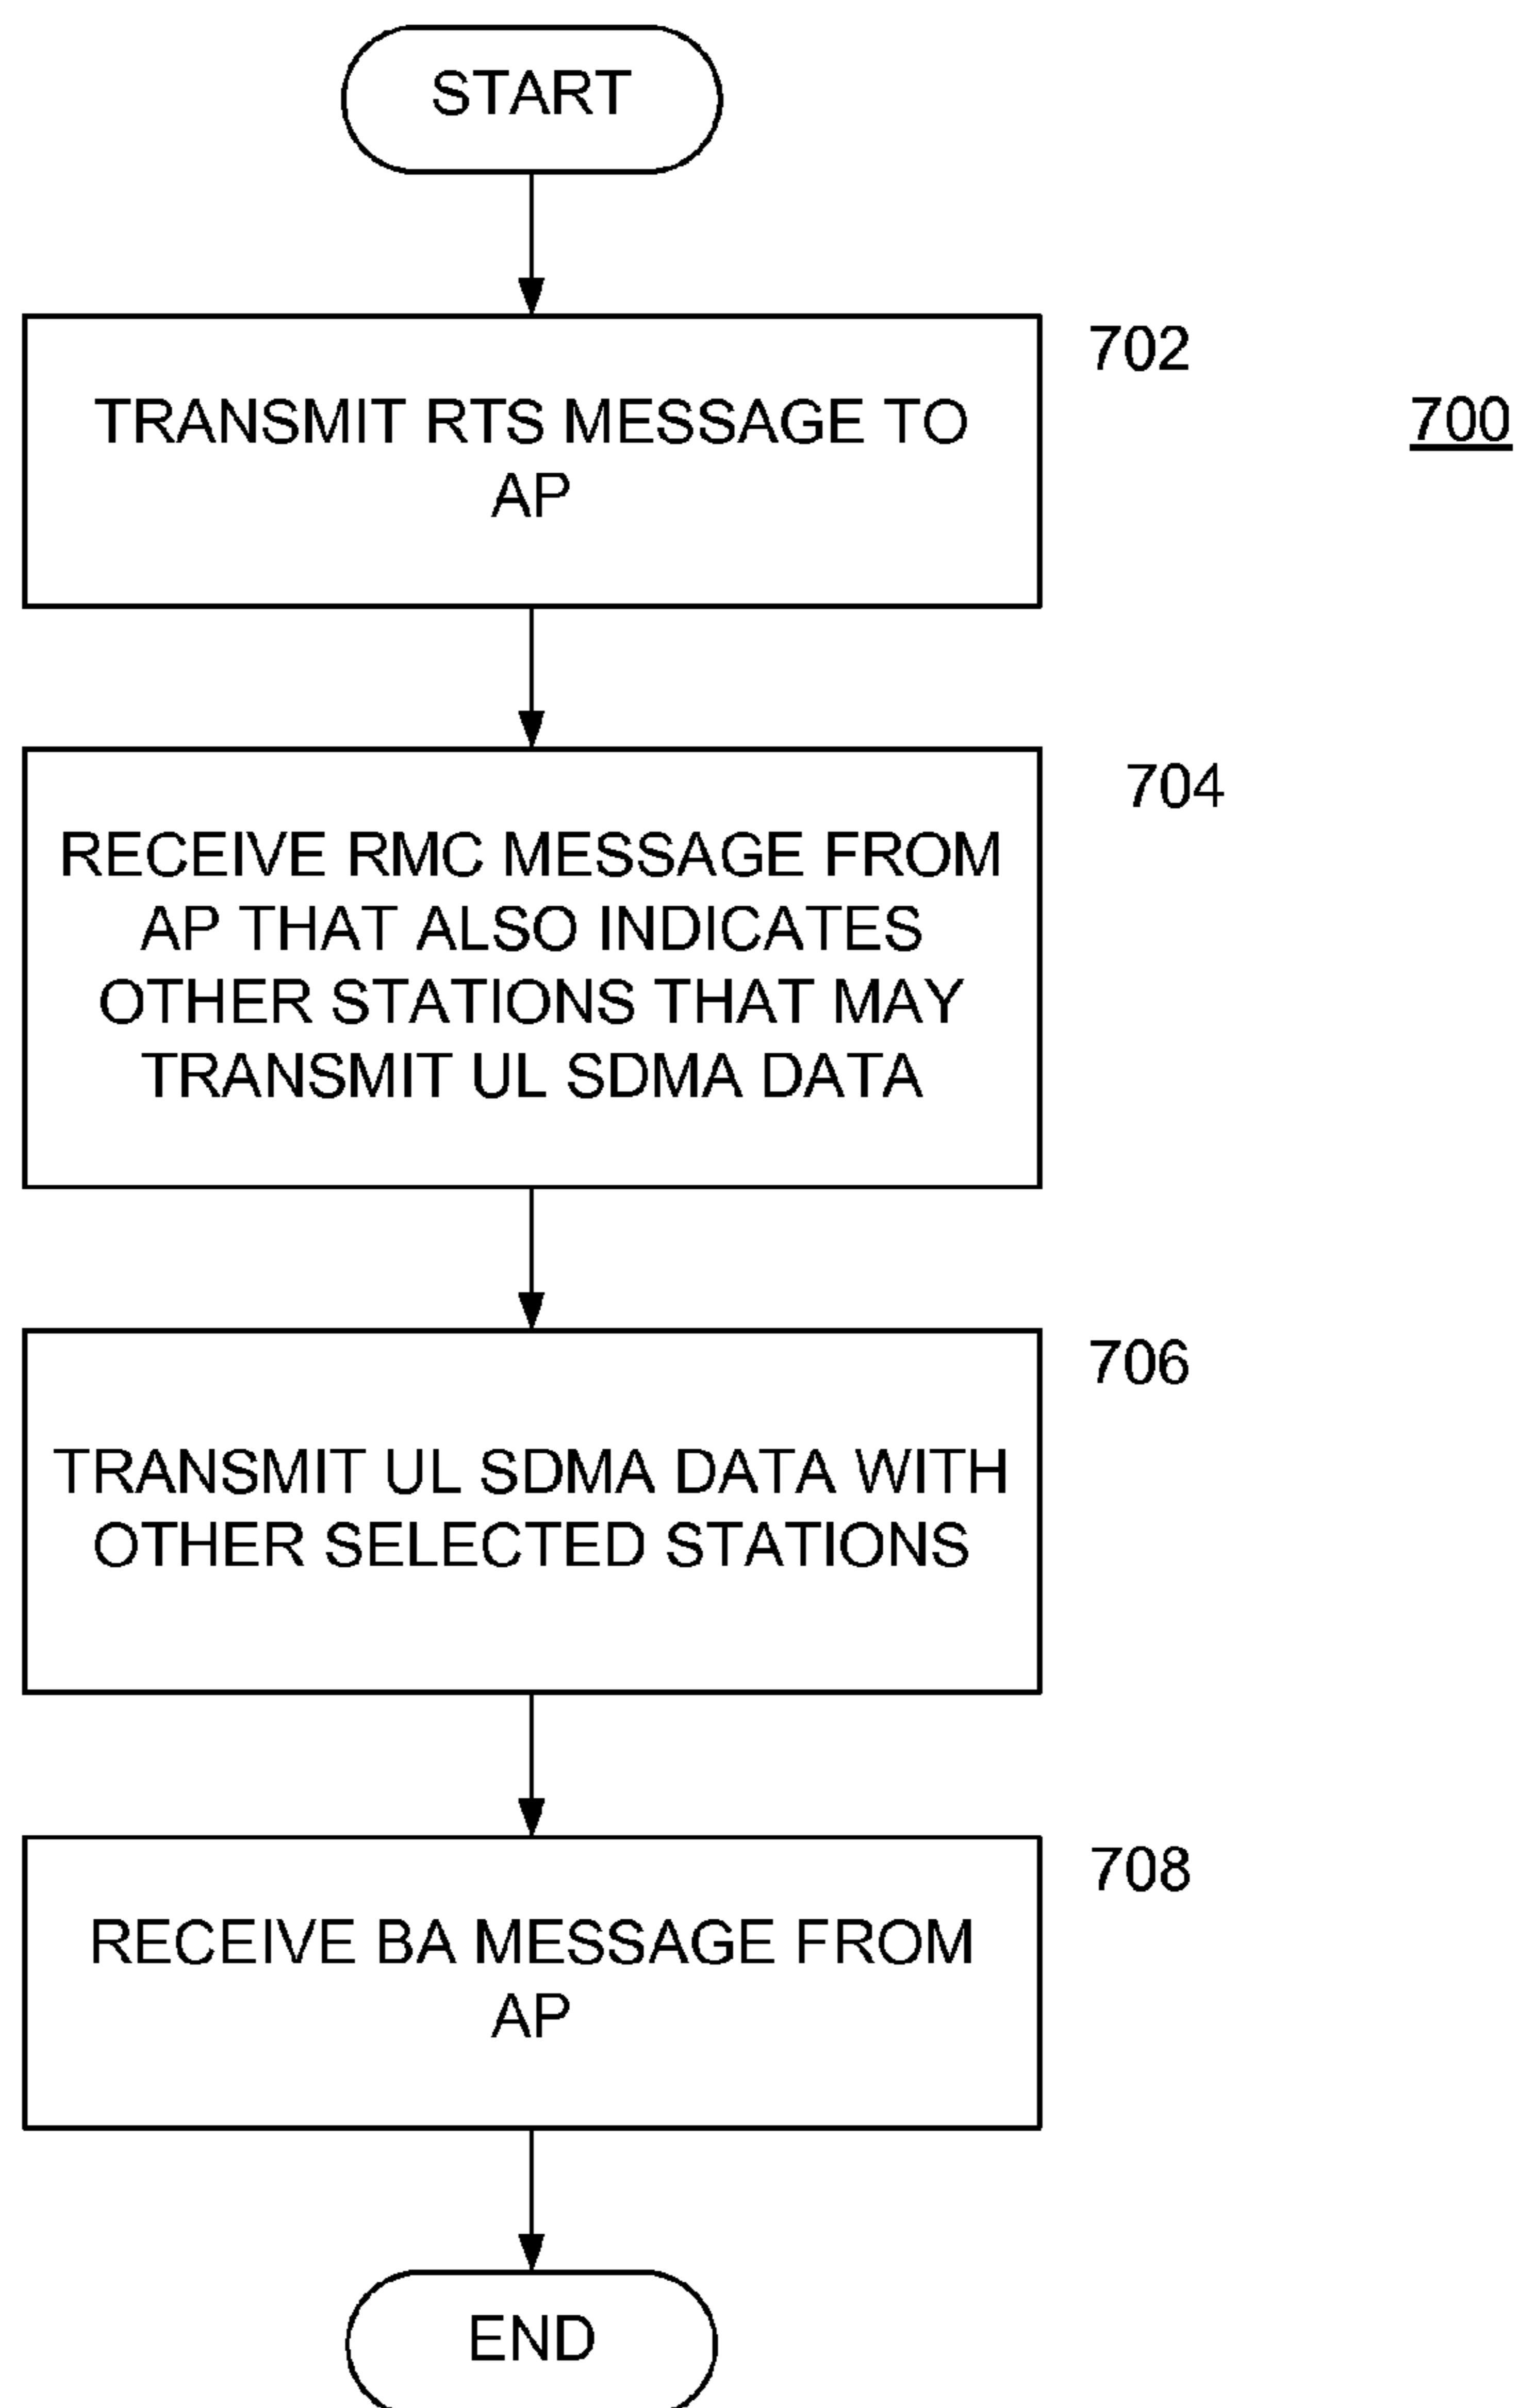 START
702
700
TRANSMIT RTS MESSAGE TO
AP
704
RECEIVE RMC MESSAGE FROM
AP THAT ALSO INDICATES
OTHER STATIONS THAT MAY
TRANSMIT UL SDMA DATA
706
TRANSMIT UL SDMA DATA WITH
OTHER SELECTED STATIONS
708
RECEIVE BA MESSAGE FROM
AP
END